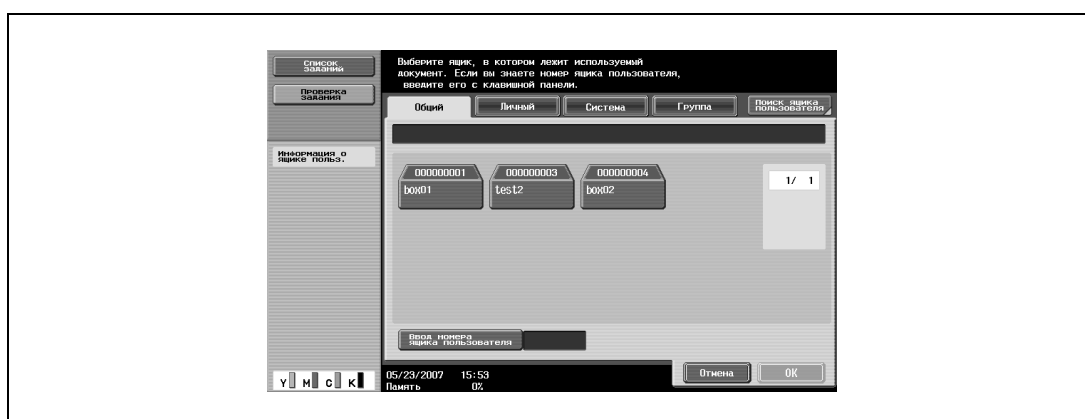 Список
заданий
Проверка
задания
Информация о
ящике польз.
Выберите ящик, в котором лежит используемый
документ. Если вы знаете номер ящика пользователя,
введите его с клавишной панели.
Общий
Личный
Система
Группа
Поиск ящика
пользователя
000000001
box01
000000003
test2
000000004
box02
1/ 1
Ввод номера
ящика пользователя
Y M C K
05/23/2007 15:53
Память 0%
Отмена
OK